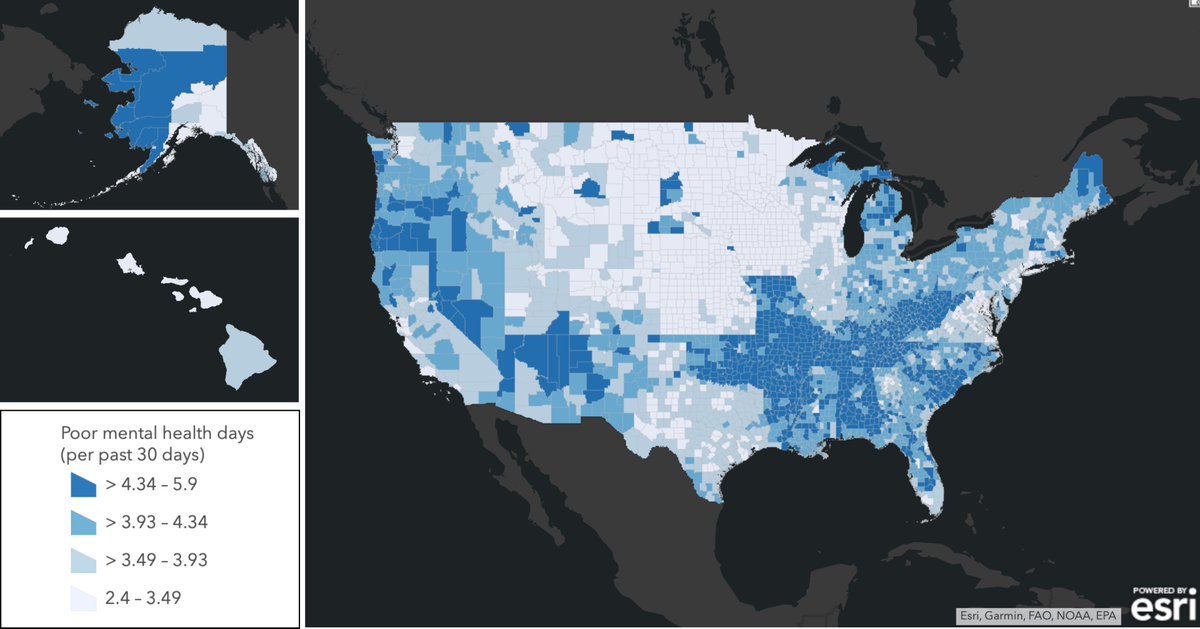 Poor mental health days
(per past 30 days)
> 4.34 – 5.9
> 3.93 – 4.34
> 3.49 – 3.93
2.4 – 3.49
Esri, Garmin, FAO, NOAA, EPA
POWERED BY
esri